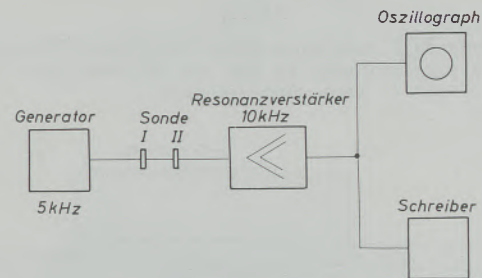 Oszillograph
Resonanzverstärker
10kHz
Generator
Sonde
I II
5kHz
Schreiber